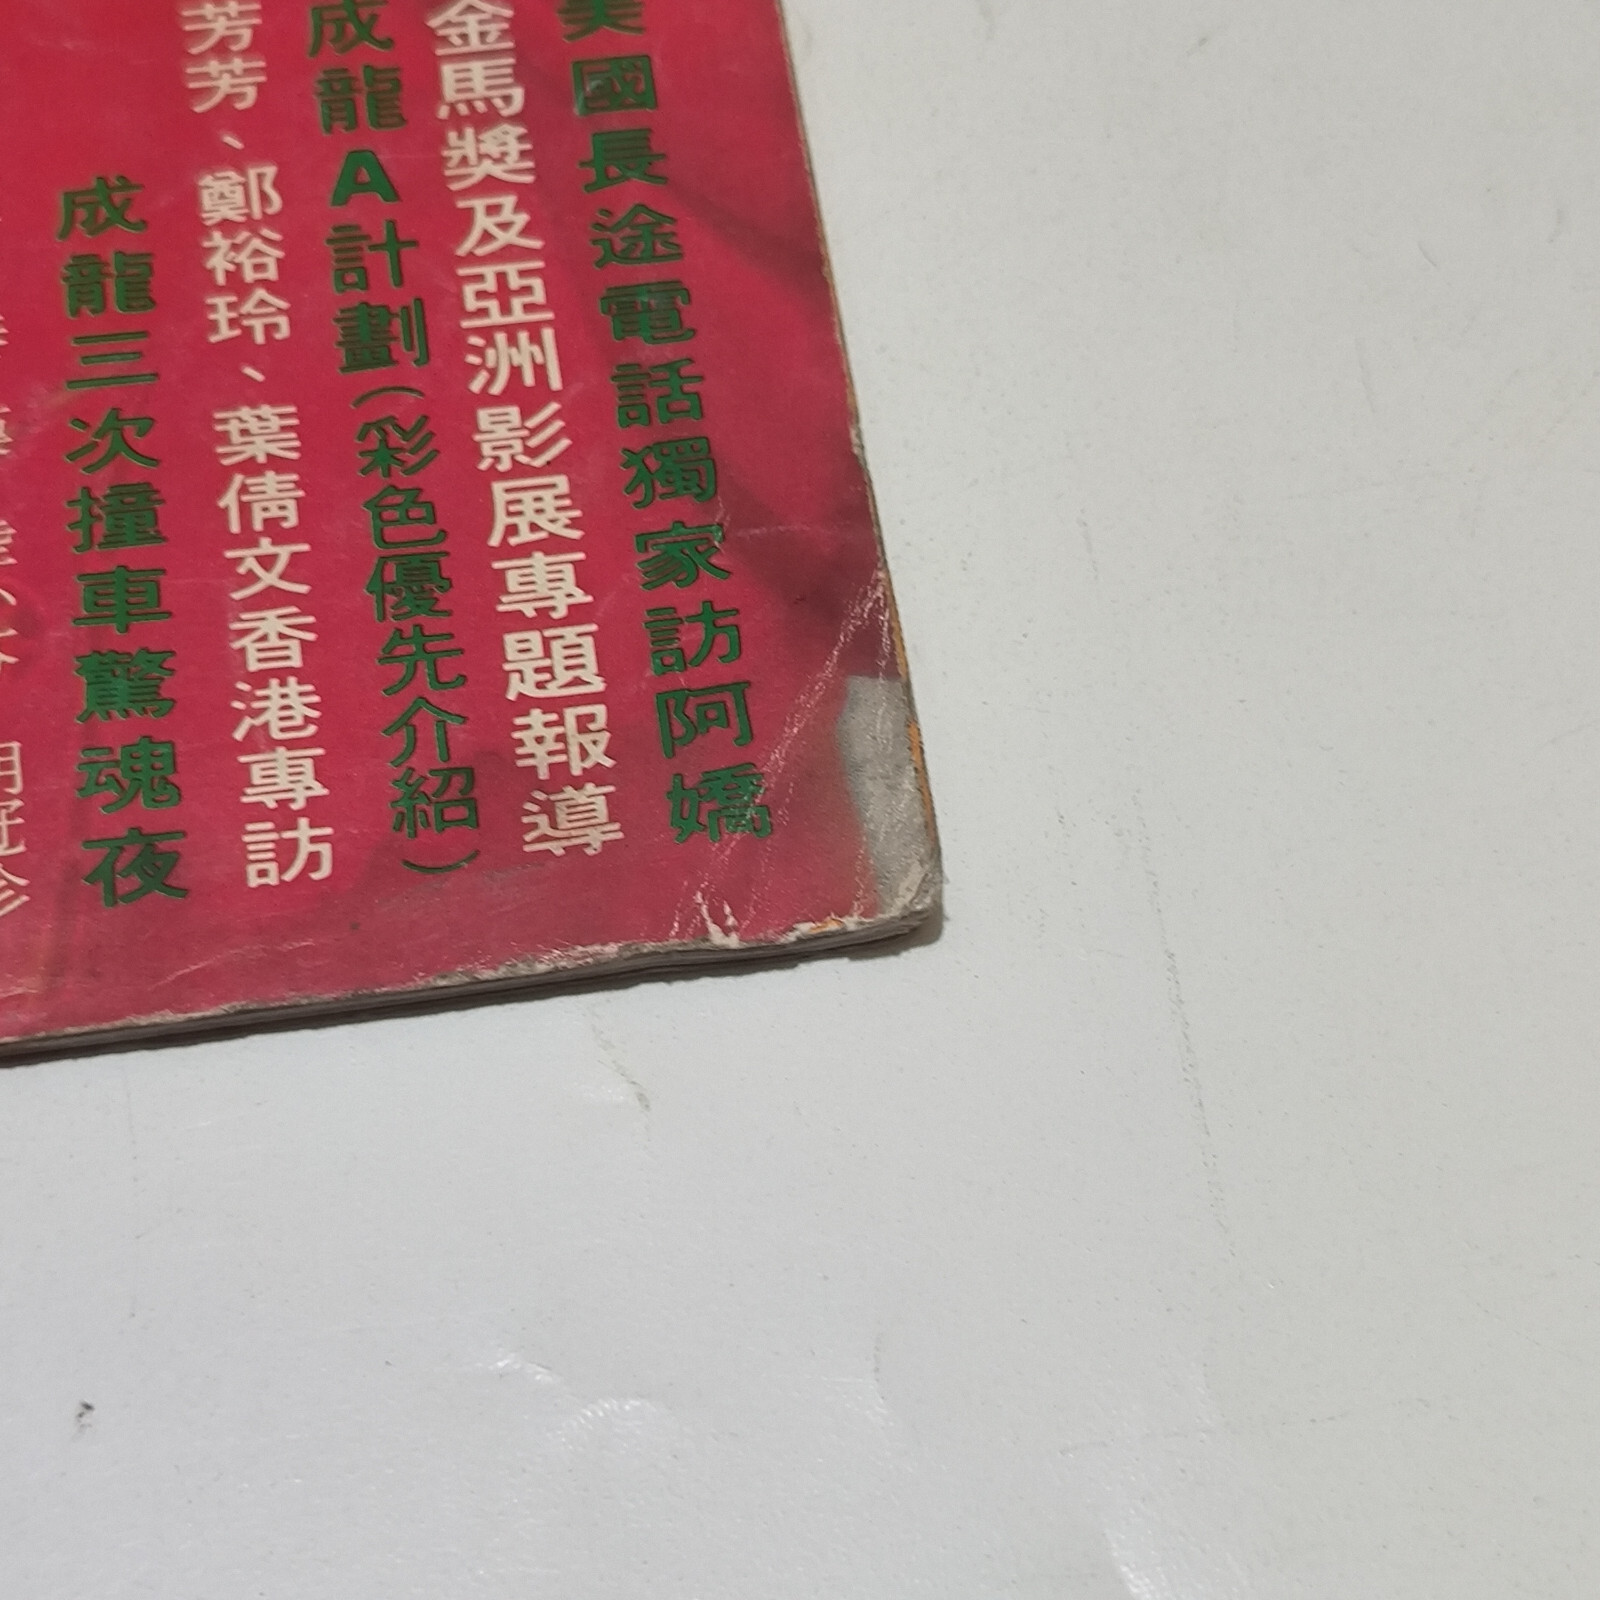 美國長途電話獨家訪阿嬌
金馬獎及亞洲影展專題報導
成龍A計劃(彩色優先介紹)
芳芳、鄭裕玲、葉倩文香港專訪
成龍三次撞車驚魂夜